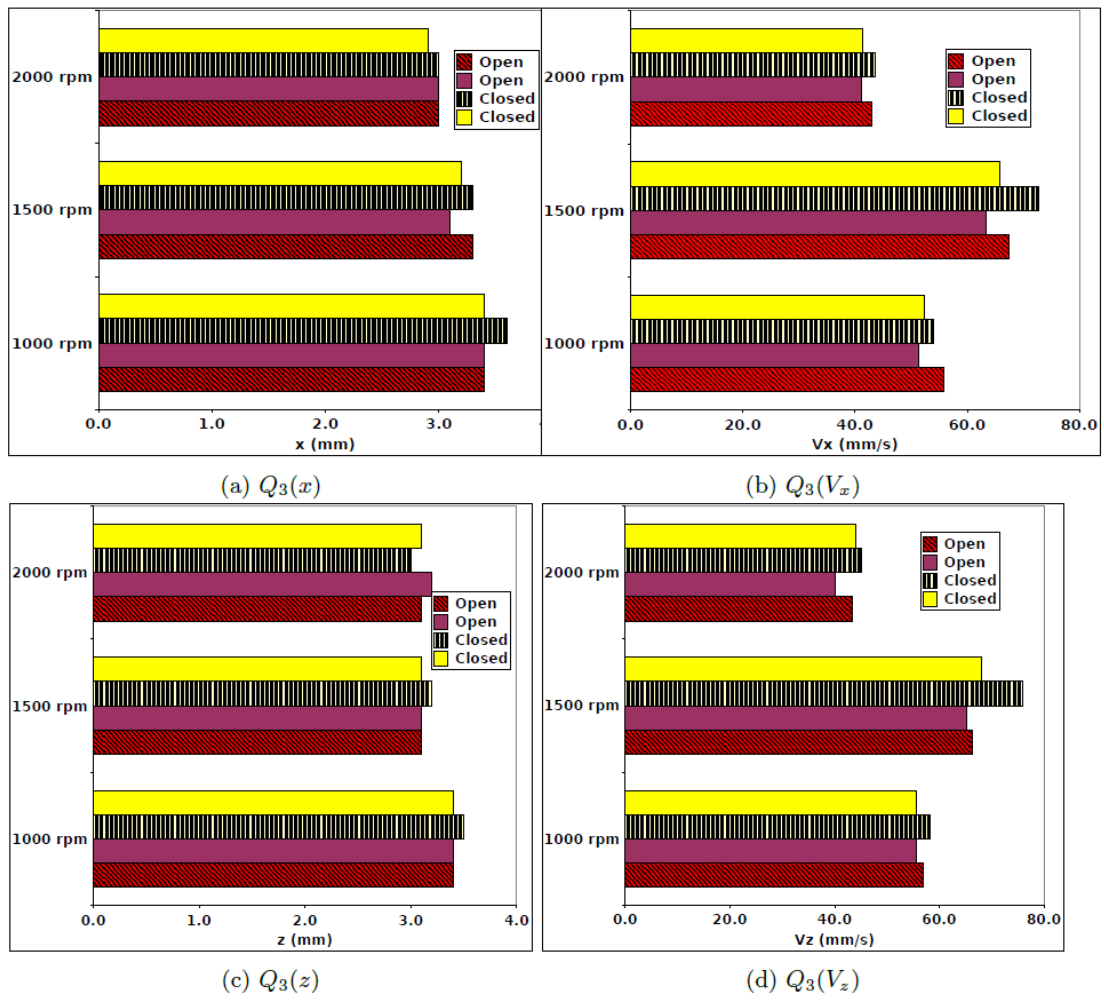 2000 rpm
1500 rpm
1000 rpm
Open
Open
Closed
Closed
0.0 1.0 2.0 3.0
x (mm)
(a) Q₃(x)
2000 rpm
1500 rpm
1000 rpm
Open
Open
Closed
Closed
0.0 20.0 40.0 60.0 80.0
Vx (mm/s)
(b) Q₃(Vₓ)
2000 rpm
1500 rpm
1000 rpm
Open
Open
Closed
Closed
0.0 1.0 2.0 3.0 4.0
z (mm)
(c) Q₃(z)
2000 rpm
1500 rpm
1000 rpm
Open
Open
Closed
Closed
0.0 20.0 40.0 60.0 80.0
Vz (mm/s)
(d) Q₃(V_z)